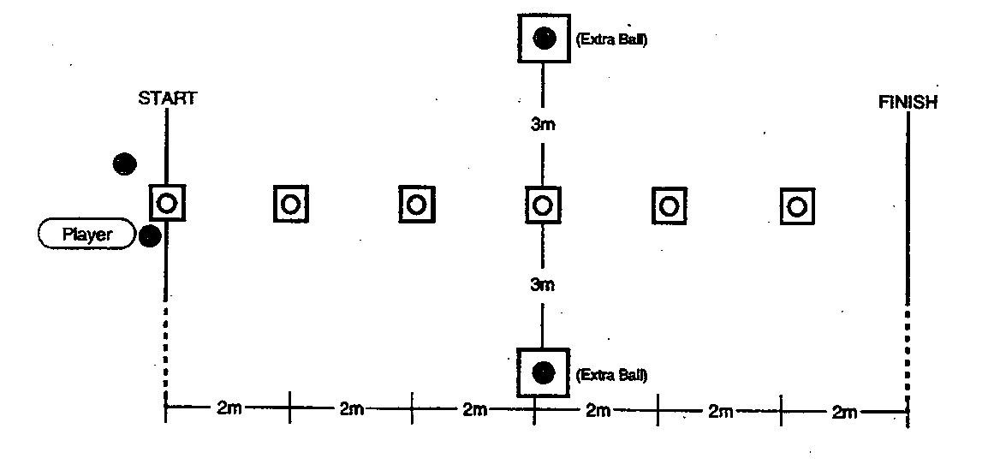 (Extra Ball)
START
FINISH
3m
Player
3m
(Extra Ball)
2m 2m 2m 2m 2m 2m